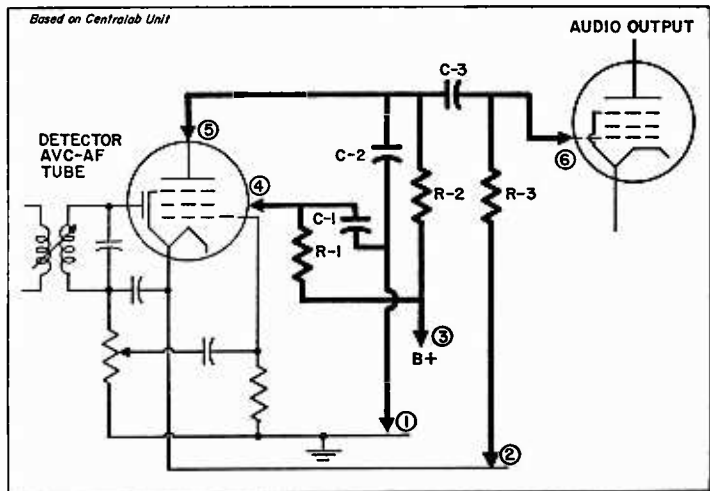 Based on Centralab Unit
AUDIO OUTPUT
C-3
⑤
DETECTOR
AVC-AF
TUBE
C-2
⑥
④
R-2
R-3
C-1
R-1
③
B+
①
②